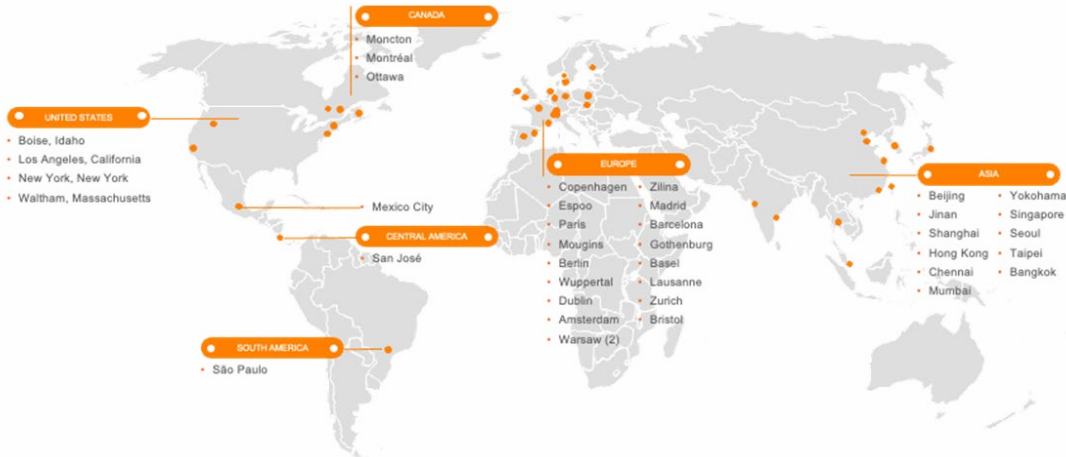 CANADA
Moncton
Montréal
Ottawa
UNITED STATES
Boise, Idaho
Los Angeles, California
New York, New York
Waltham, Massachusetts
Mexico City
CENTRAL AMERICA
San José
SOUTH AMERICA
São Paulo
EUROPE
Copenhagen
Espoo
Paris
Mougins
Berlin
Wuppertal
Dublin
Amsterdam
Warsaw (2)
Zilina
Madrid
Barcelona
Gothenburg
Basel
Lausanne
Zurich
Bristol
ASIA
Beijing
Jinan
Shanghai
Hong Kong
Chennai
Mumbai
Yokohama
Singapore
Seoul
Taipei
Bangkok